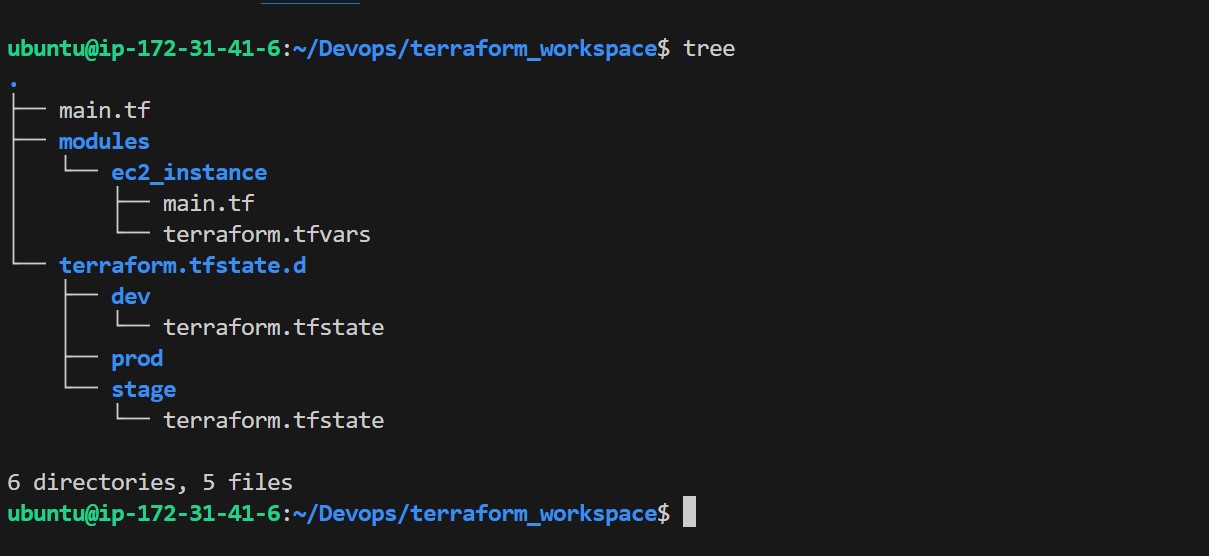 ubuntu@ip-172-31-41-6:~/Devops/terraform_workspace$ tree
.
├── main.tf
├── modules
│   └── ec2_instance
│       ├── main.tf
│       └── terraform.tfvars
└── terraform.tfstate.d
    ├── dev
    │   └── terraform.tfstate
    ├── prod
    └── stage
        └── terraform.tfstate
6 directories, 5 files
ubuntu@ip-172-31-41-6:~/Devops/terraform_workspace$